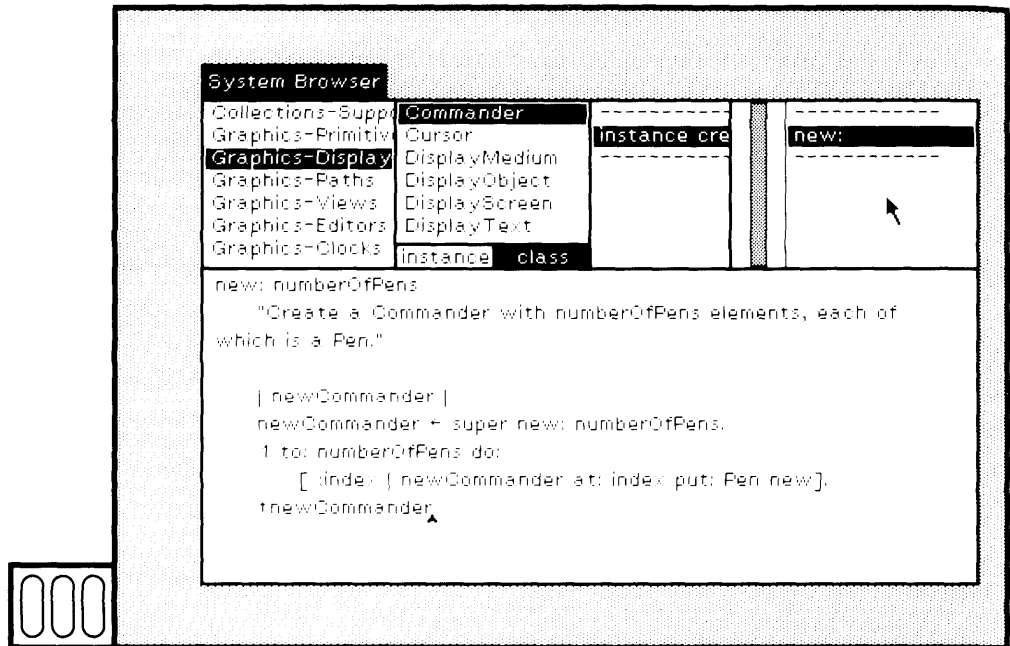 System Browser
Collections-Suppo
Graphics-Primitiv
Graphics-Display
Graphics-Paths
Graphics-Views
Graphics-Editors
Graphics-Clocks
Commander
Cursor
DisplayMedium
DisplayObject
DisplayScreen
DisplayText
instance class
--------------
instance cre
--------------
--------------
new:
--------------
new: numberOfPens
"Create a Commander with numberOfPens elements, each of
which is a Pen."
| newCommander |
newCommander ← super new: numberOfPens.
1 to: numberOfPens do:
[ :index | newCommander at: index put: Pen new].
↑newCommander